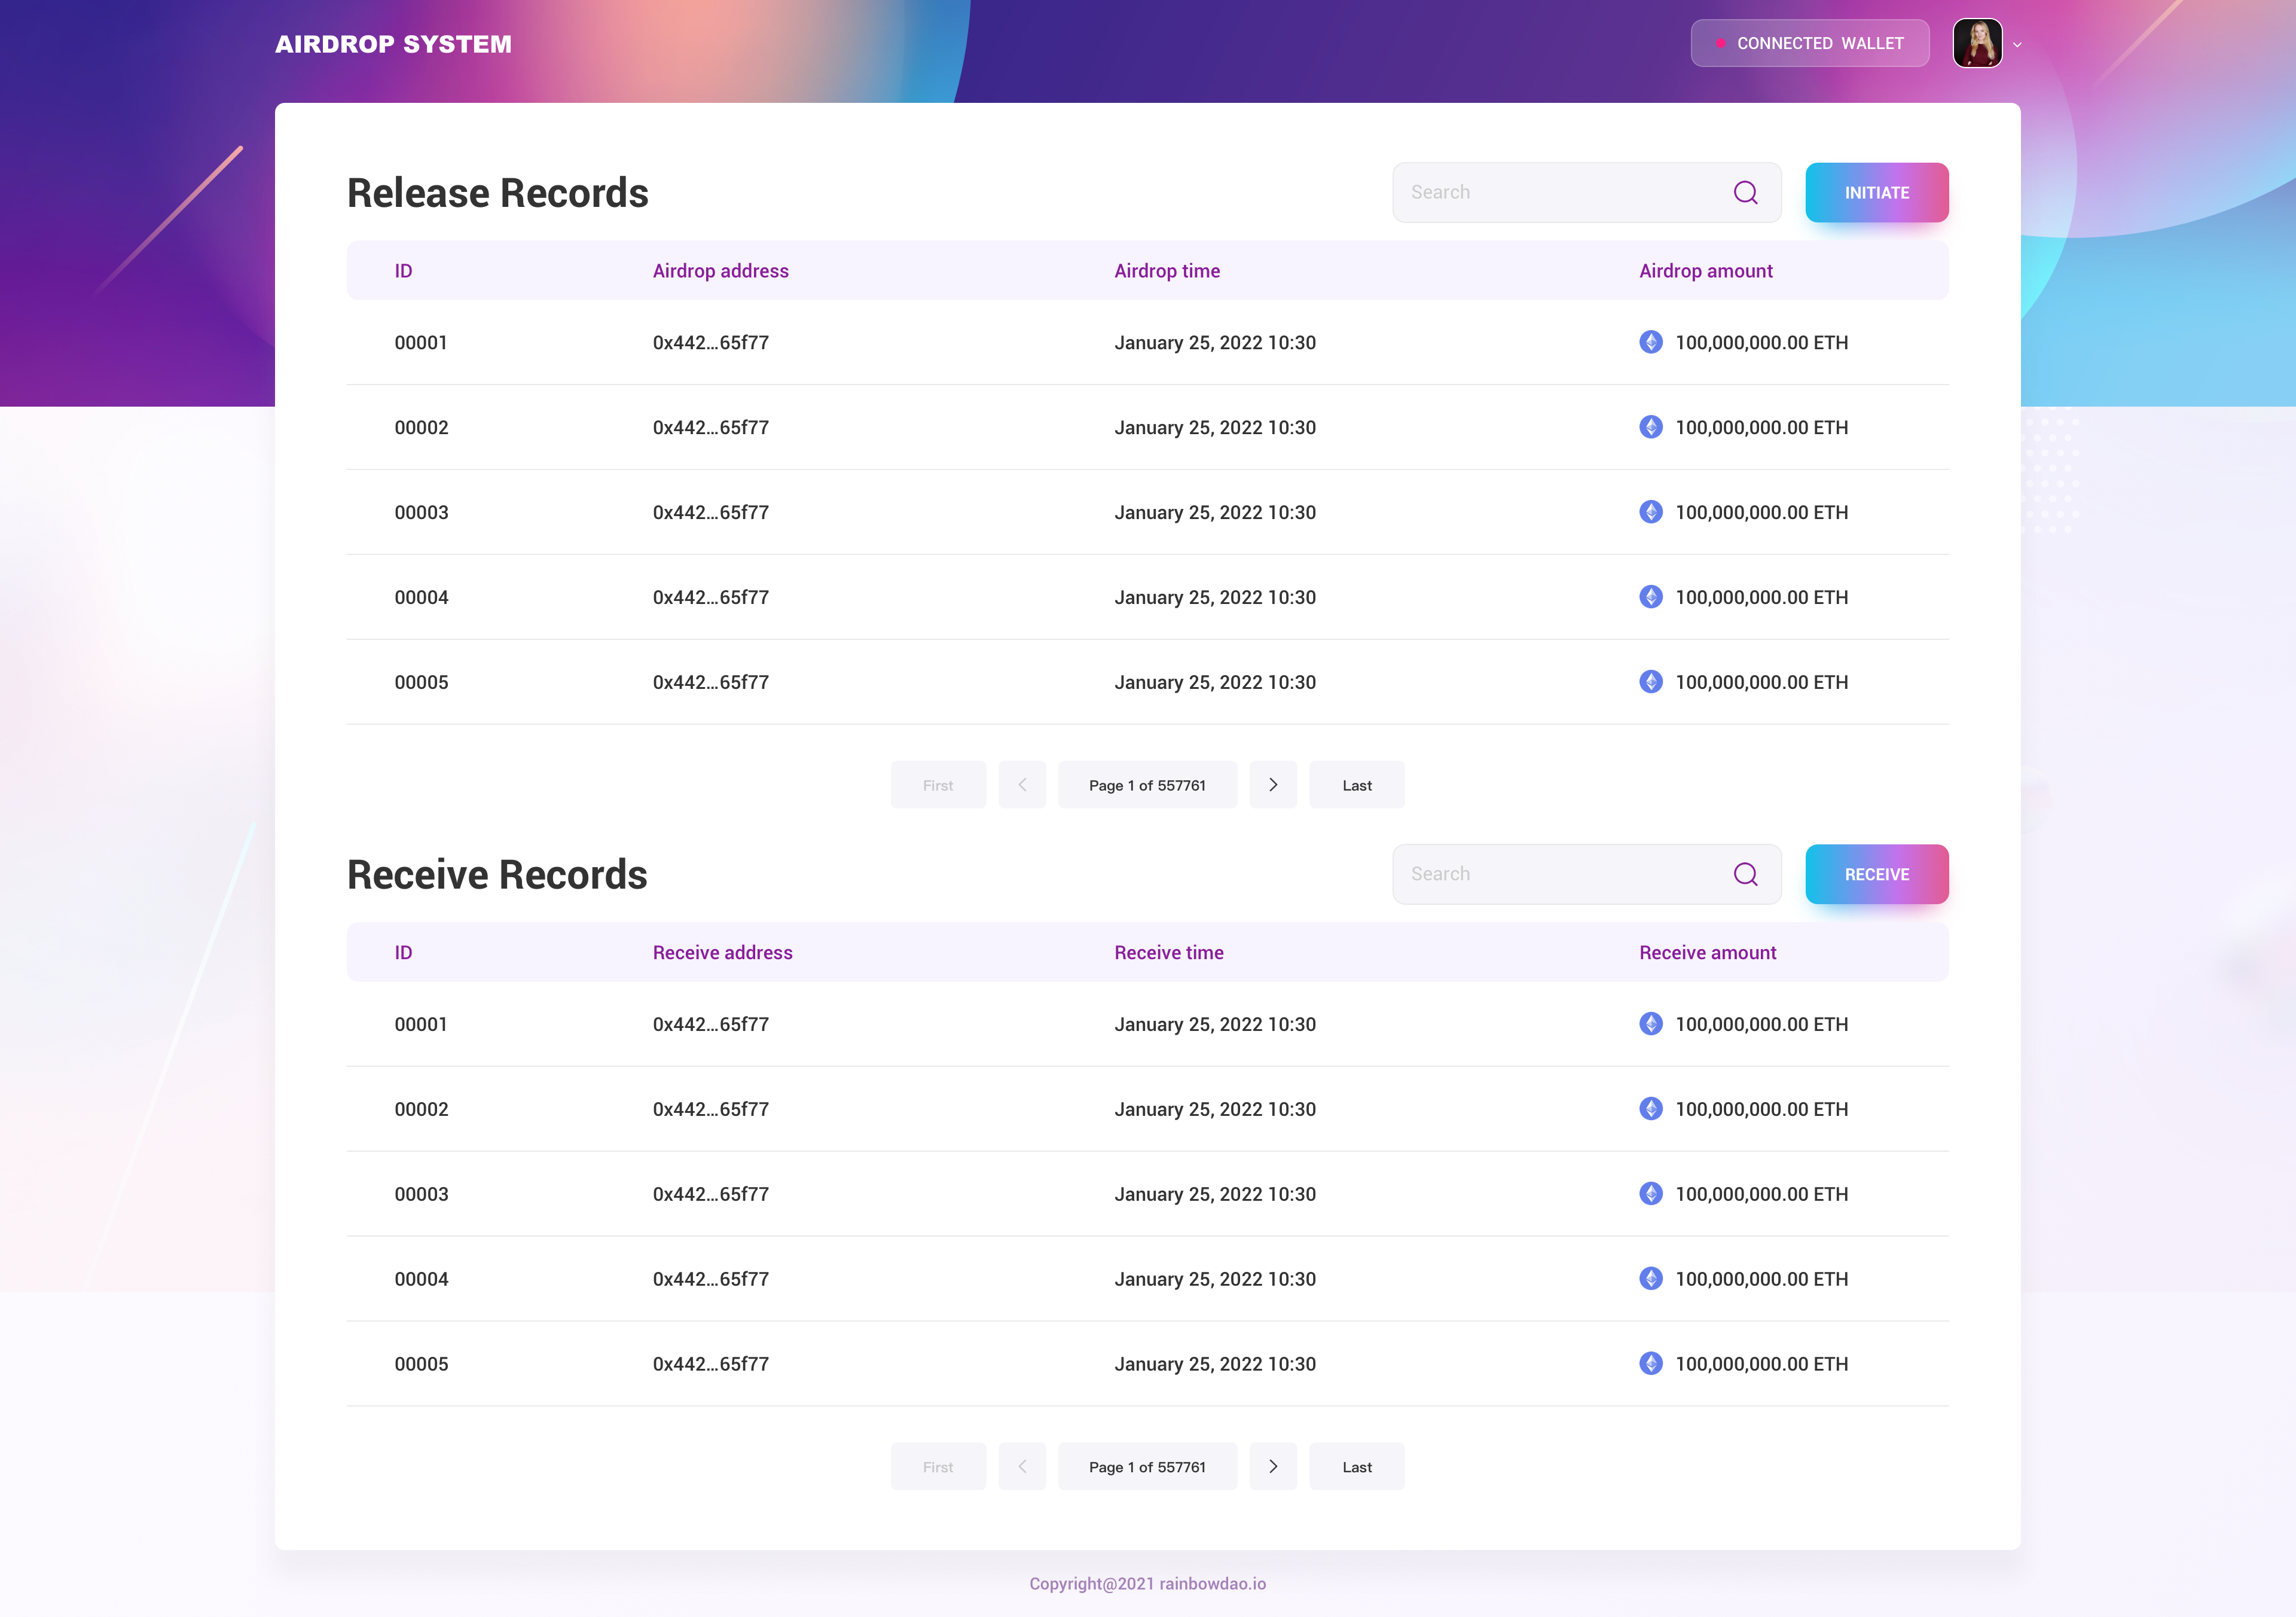 AIRDROP SYSTEM
CONNECTED WALLET
Release Records
Search
INITIATE
ID Airdrop address Airdrop time Airdrop amount
00001 0x442...65f77 January 25, 2022 10:30 100,000,000.00 ETH
00002 0x442...65f77 January 25, 2022 10:30 100,000,000.00 ETH
00003 0x442...65f77 January 25, 2022 10:30 100,000,000.00 ETH
00004 0x442...65f77 January 25, 2022 10:30 100,000,000.00 ETH
00005 0x442...65f77 January 25, 2022 10:30 100,000,000.00 ETH
First < Page 1 of 557761 > Last
Receive Records
Search
RECEIVE
ID Receive address Receive time Receive amount
00001 0x442...65f77 January 25, 2022 10:30 100,000,000.00 ETH
00002 0x442...65f77 January 25, 2022 10:30 100,000,000.00 ETH
00003 0x442...65f77 January 25, 2022 10:30 100,000,000.00 ETH
00004 0x442...65f77 January 25, 2022 10:30 100,000,000.00 ETH
00005 0x442...65f77 January 25, 2022 10:30 100,000,000.00 ETH
First < Page 1 of 557761 > Last
Copyright@2021 rainbowdao.io